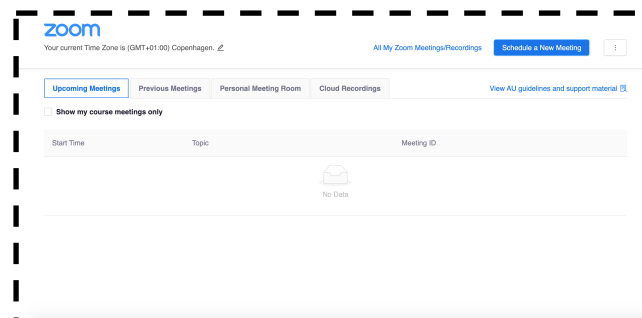 zoom
Your current Time Zone is (GMT+01:00) Copenhagen.
All My Zoom Meetings/Recordings
Schedule a New Meeting
Upcoming Meetings
Previous Meetings
Personal Meeting Room
Cloud Recordings
View AU guidelines and support material
Show my course meetings only
Start Time
Topic
Meeting ID
No Data